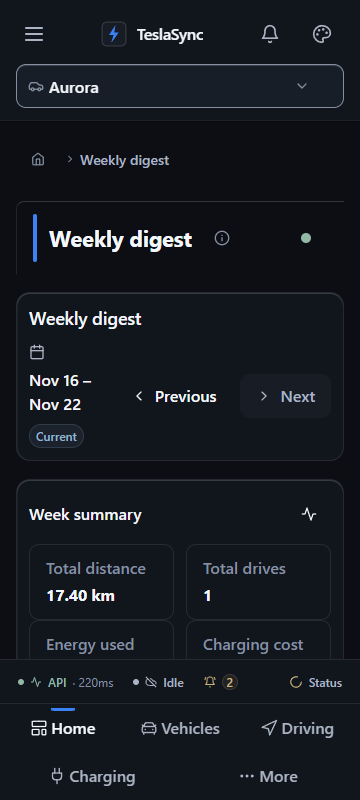 TeslaSync
Aurora
Weekly digest
Weekly digest
Weekly digest
Nov 16 –
Nov 22
Previous
Next
Current
Week summary
Total distance
17.40 km
Total drives
1
Energy used
Charging cost
API · 220ms
Idle
2
Status
Home
Vehicles
Driving
Charging
More